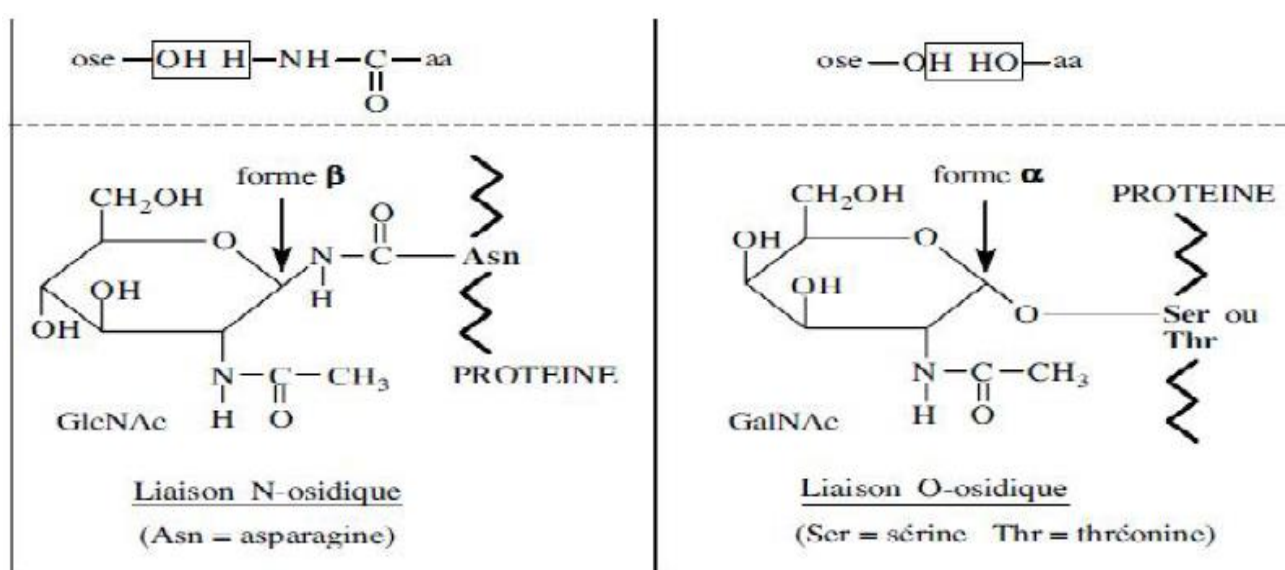 ose—OH H—NH—C—aa
O
forme β
CH₂OH
O
O
N—C—Asn
H
OH
OH
N—C—CH₃
H O
PROTEINE
GlcNAc
Liaison N-osidique
(Asn = asparagine)
ose—OH HO—aa
forme α
CH₂OH
PROTEINE
OH
O
OH
O
Ser ou
Thr
N—C—CH₃
H O
GalNAc
Liaison O-osidique
(Ser = sérine Thr = thréonine)